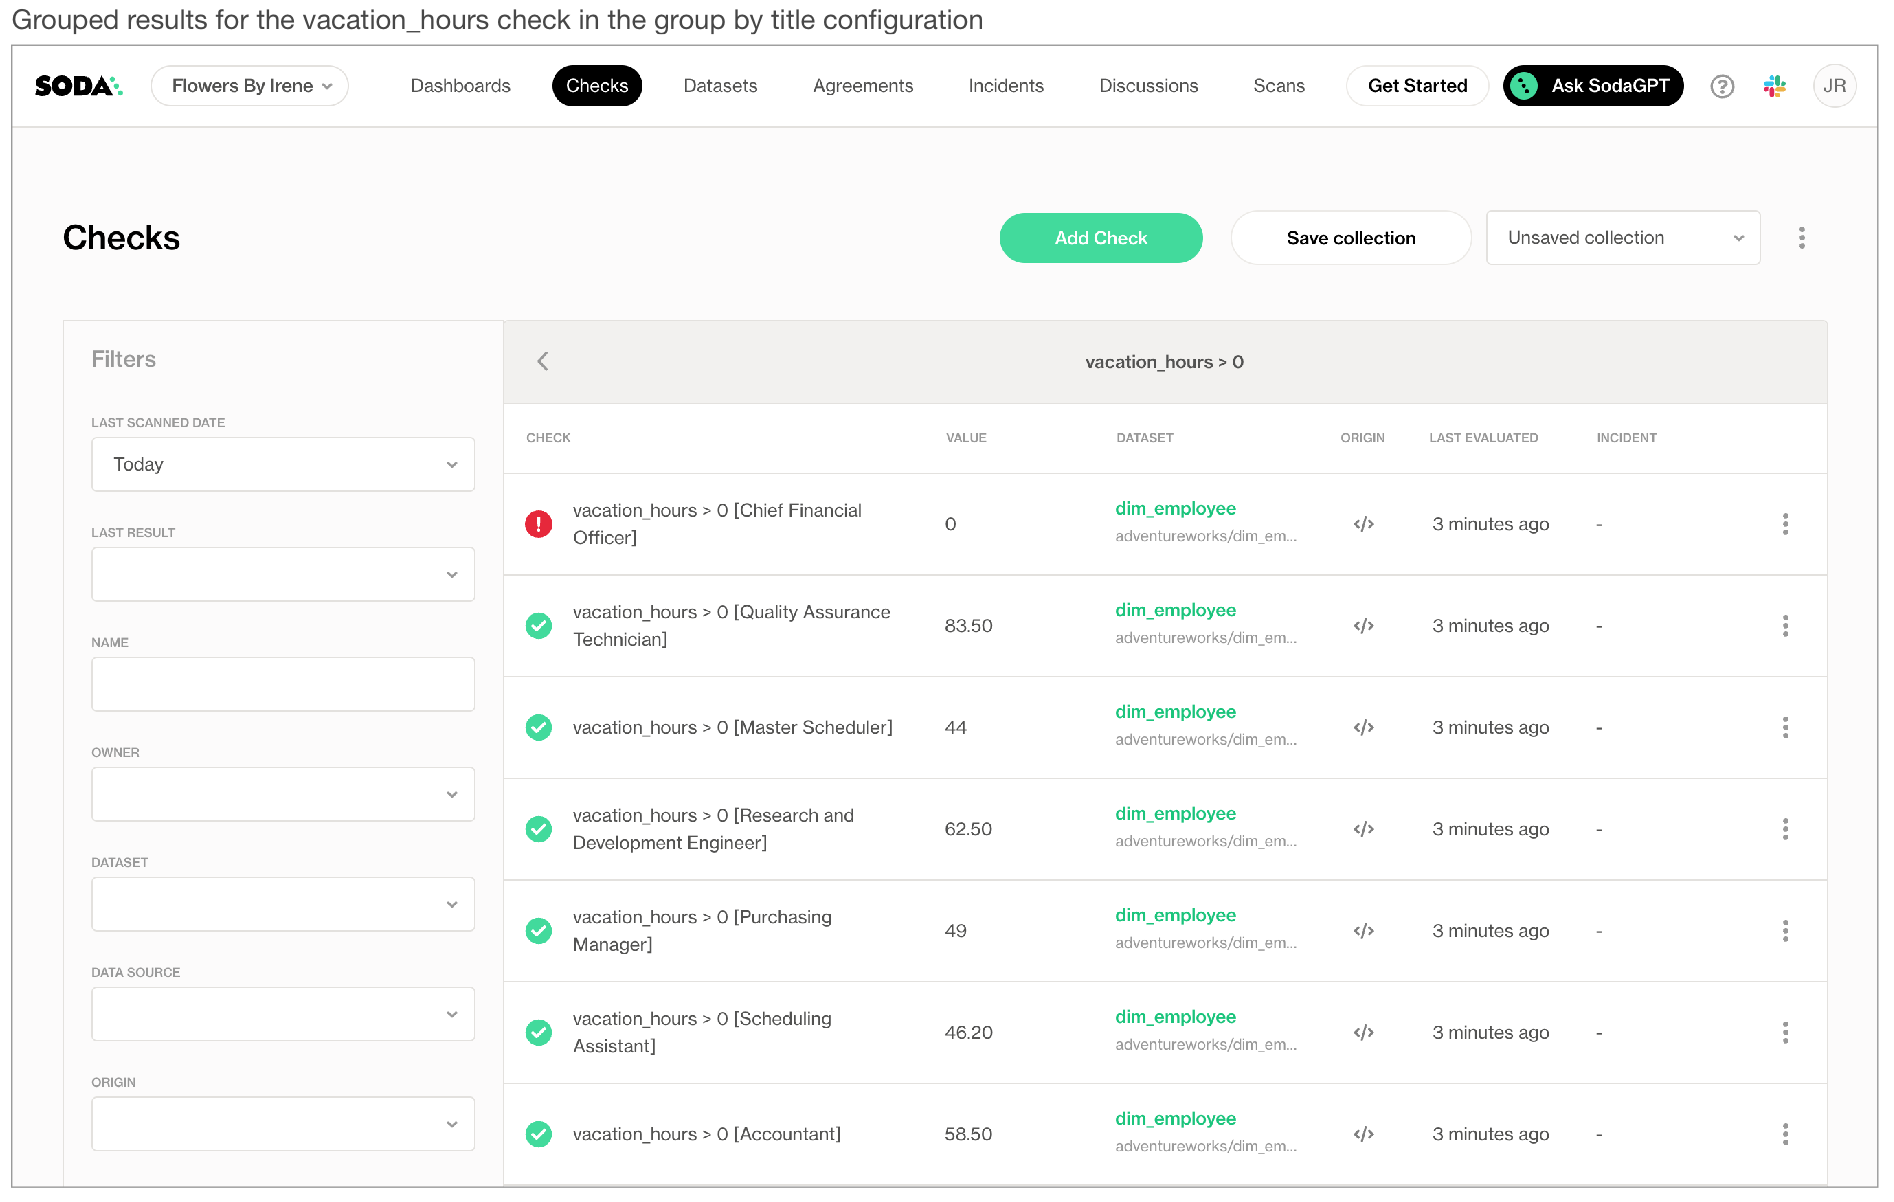 Grouped results for the vacation_hours check in the group by title configuration
SODA Flowers By Irene Dashboards Checks Datasets Agreements Incidents Discussions Scans Get Started Ask SodaGPT ? JR
Checks Add Check Save collection Unsaved collection
Filters
LAST SCANNED DATE
Today
LAST RESULT
NAME
OWNER
DATASET
DATA SOURCE
ORIGIN
vacation_hours > 0
CHECK VALUE DATASET ORIGIN LAST EVALUATED INCIDENT
vacation_hours > 0 [Chief Financial
Officer]
0
dim_employee
adventureworks/dim_em...
</>
3 minutes ago
-
vacation_hours > 0 [Quality Assurance
Technician]
83.50
dim_employee
adventureworks/dim_em...
</>
3 minutes ago
-
vacation_hours > 0 [Master Scheduler]
44
dim_employee
adventureworks/dim_em...
</>
3 minutes ago
-
vacation_hours > 0 [Research and
Development Engineer]
62.50
dim_employee
adventureworks/dim_em...
</>
3 minutes ago
-
vacation_hours > 0 [Purchasing
Manager]
49
dim_employee
adventureworks/dim_em...
</>
3 minutes ago
-
vacation_hours > 0 [Scheduling
Assistant]
46.20
dim_employee
adventureworks/dim_em...
</>
3 minutes ago
-
vacation_hours > 0 [Accountant]
58.50
dim_employee
adventureworks/dim_em...
</>
3 minutes ago
-